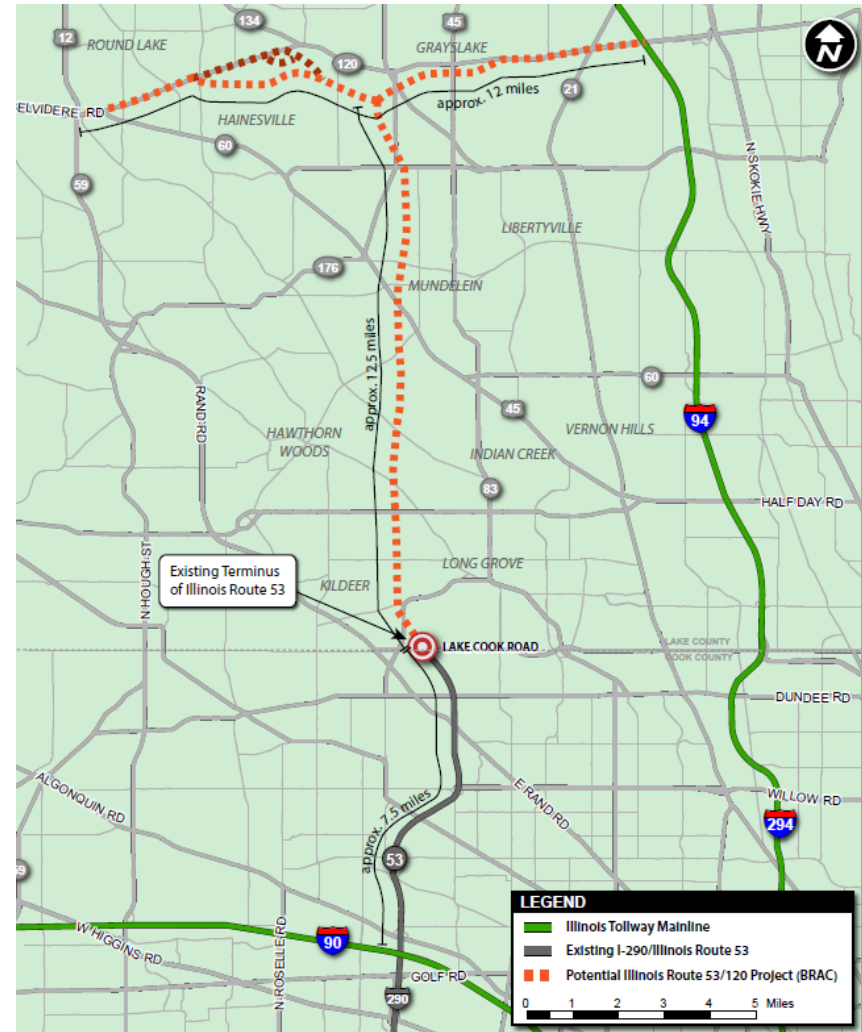 134
45
12
ROUND LAKE
GRAYSLAKE
N
120
approx. 12 miles
21
BELVIDERE RD
HAINESVILLE
60
N SKOKIE HWY
59
LIBERTYVILLE
176
MUNDELEIN
approx. 12.5 miles
60
RAND RD
45
94
HAWTHORN
WOODS
VERNON HILLS
INDIAN CREEK
83
HALF DAY RD
N HOUGH ST
Existing Terminus
of Illinois Route 53
LONG GROVE
KILDEER
LAKE COOK ROAD
LAKE COUNTY
COOK COUNTY
DUNDEE RD
ALGONQUIN RD
E RAND RD
WILLOW RD
approx. 7.5 miles
294
53
59
W HIGGINS RD
N ROSELLE RD
90
GOLF RD
290
LEGEND
Illinois Tollway Mainline
Existing I-290/Illinois Route 53
Potential Illinois Route 53/120 Project (BRAC)
0 1 2 3 4 5 Miles